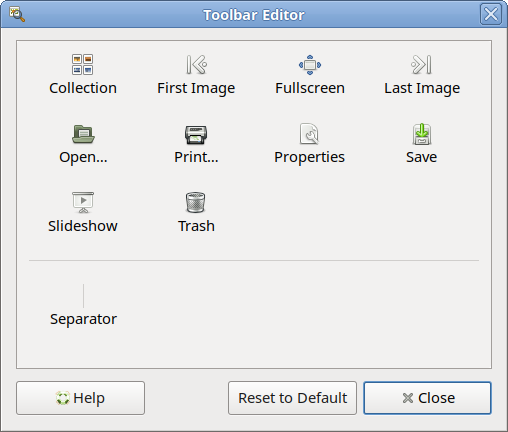 Toolbar Editor
Collection First Image Fullscreen Last Image
Open... Print... Properties Save
Slideshow Trash
Separator
Help Reset to Default Close